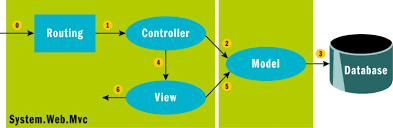 0
Routing
1
Controller
2
Model
3
Database
4
View
5
6
System.Web.Mvc